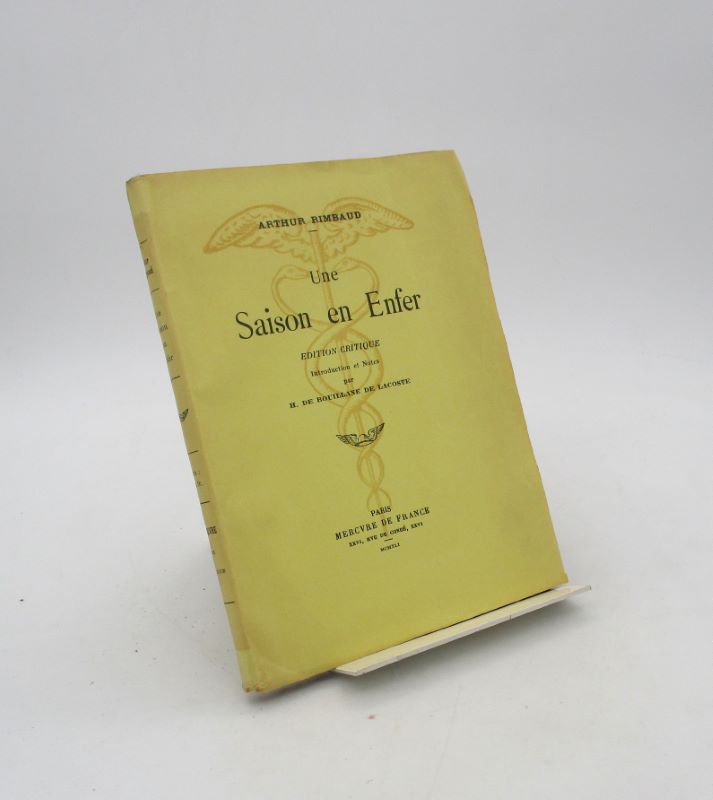 ARTHUR RIMBAUD
Une
Saison en Enfer
EDITION CRITIQUE
Introduction et Notes
par
H. DE BOUILLANE DE LACOSTE
PARIS
MERCVRE DE FRANCE
XXVI, RVE DE CONDÉ, XXVI
MCMXLI